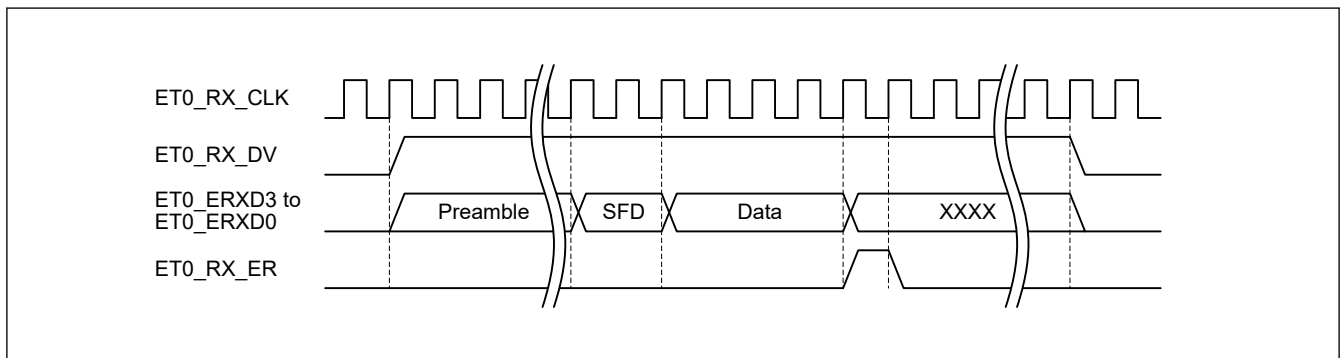 ET0_RX_CLK
ET0_RX_DV
ET0_ERXD3 to
ET0_ERXD0
Preamble
SFD
Data
XXXX
ET0_RX_ER